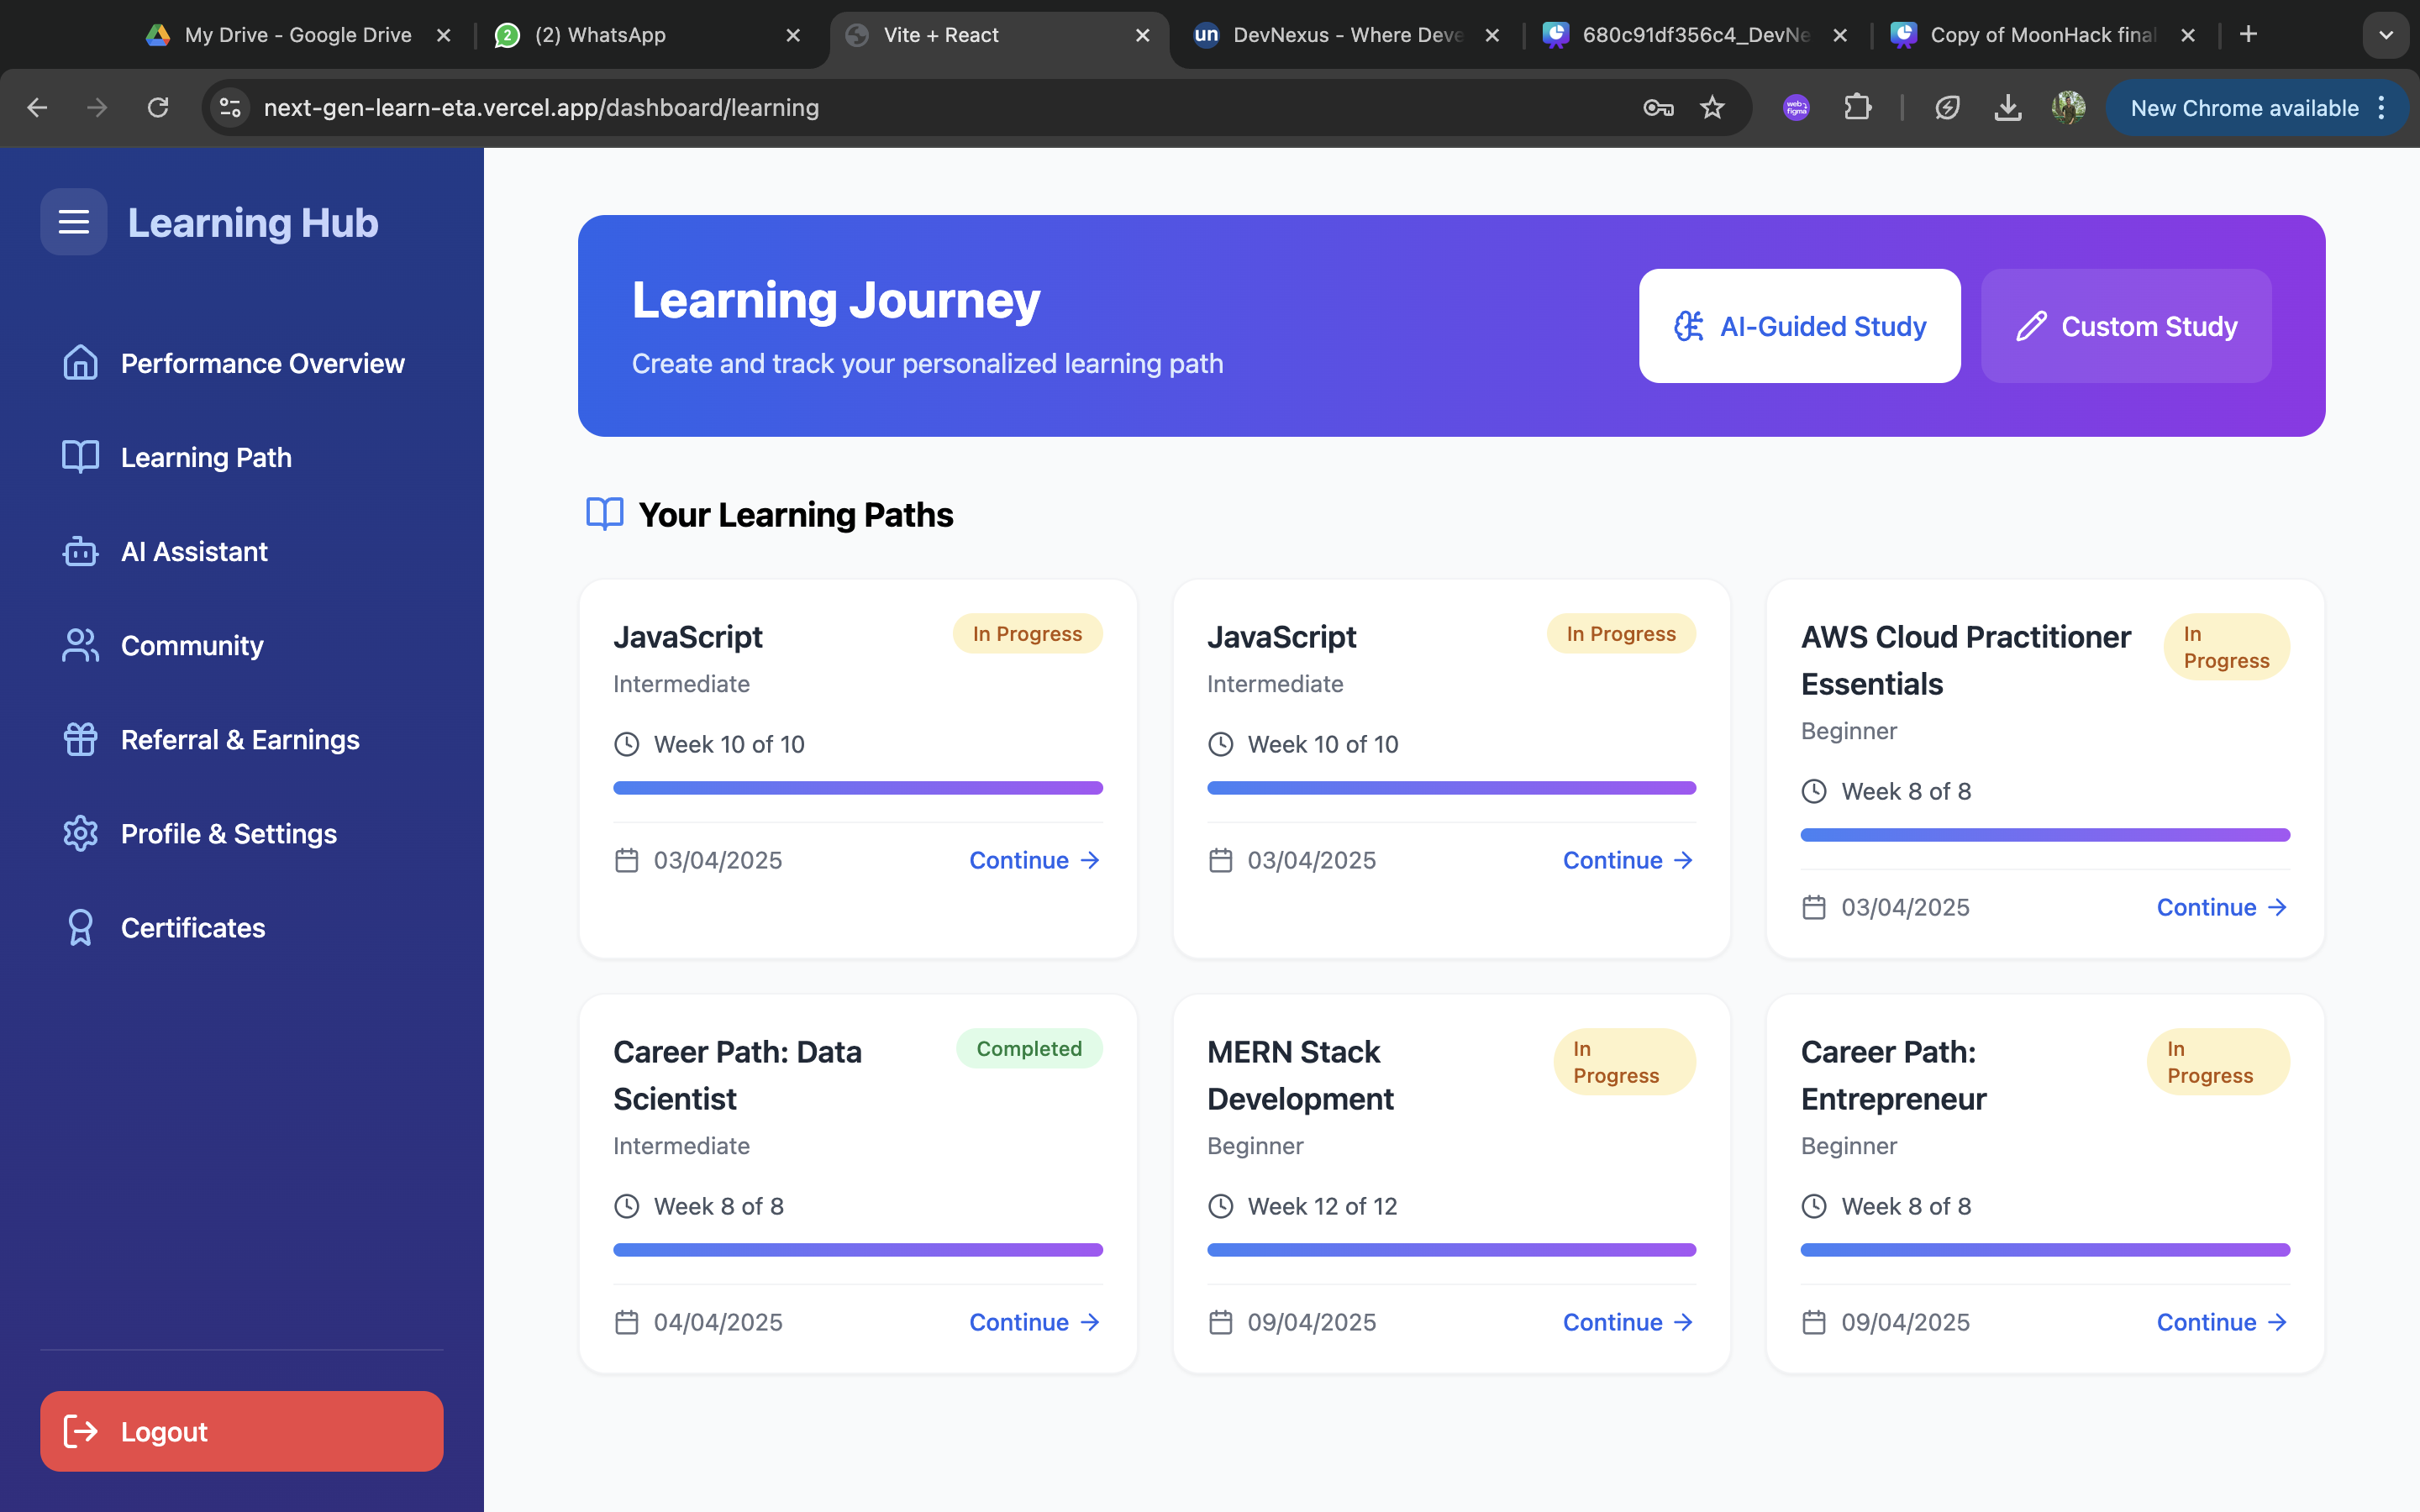 My Drive - Google Drive
2
(2) WhatsApp
Vite + React
un
DevNexus - Where Deve
680c91df356c4_DevNe
Copy of MoonHack final
next-gen-learn-eta.vercel.app/dashboard/learning
New Chrome available
Learning Hub
Performance Overview
Learning Path
AI Assistant
Community
Referral & Earnings
Profile & Settings
Certificates
Logout
Learning Journey
Create and track your personalized learning path
AI-Guided Study
Custom Study
Your Learning Paths
JavaScript
In Progress
Intermediate
Week 10 of 10
03/04/2025
Continue
JavaScript
In Progress
Intermediate
Week 10 of 10
03/04/2025
Continue
AWS Cloud Practitioner
Essentials
In
Progress
Beginner
Week 8 of 8
03/04/2025
Continue
Career Path: Data
Scientist
Completed
Intermediate
Week 8 of 8
04/04/2025
Continue
MERN Stack
Development
In
Progress
Beginner
Week 12 of 12
09/04/2025
Continue
Career Path:
Entrepreneur
In
Progress
Beginner
Week 8 of 8
09/04/2025
Continue